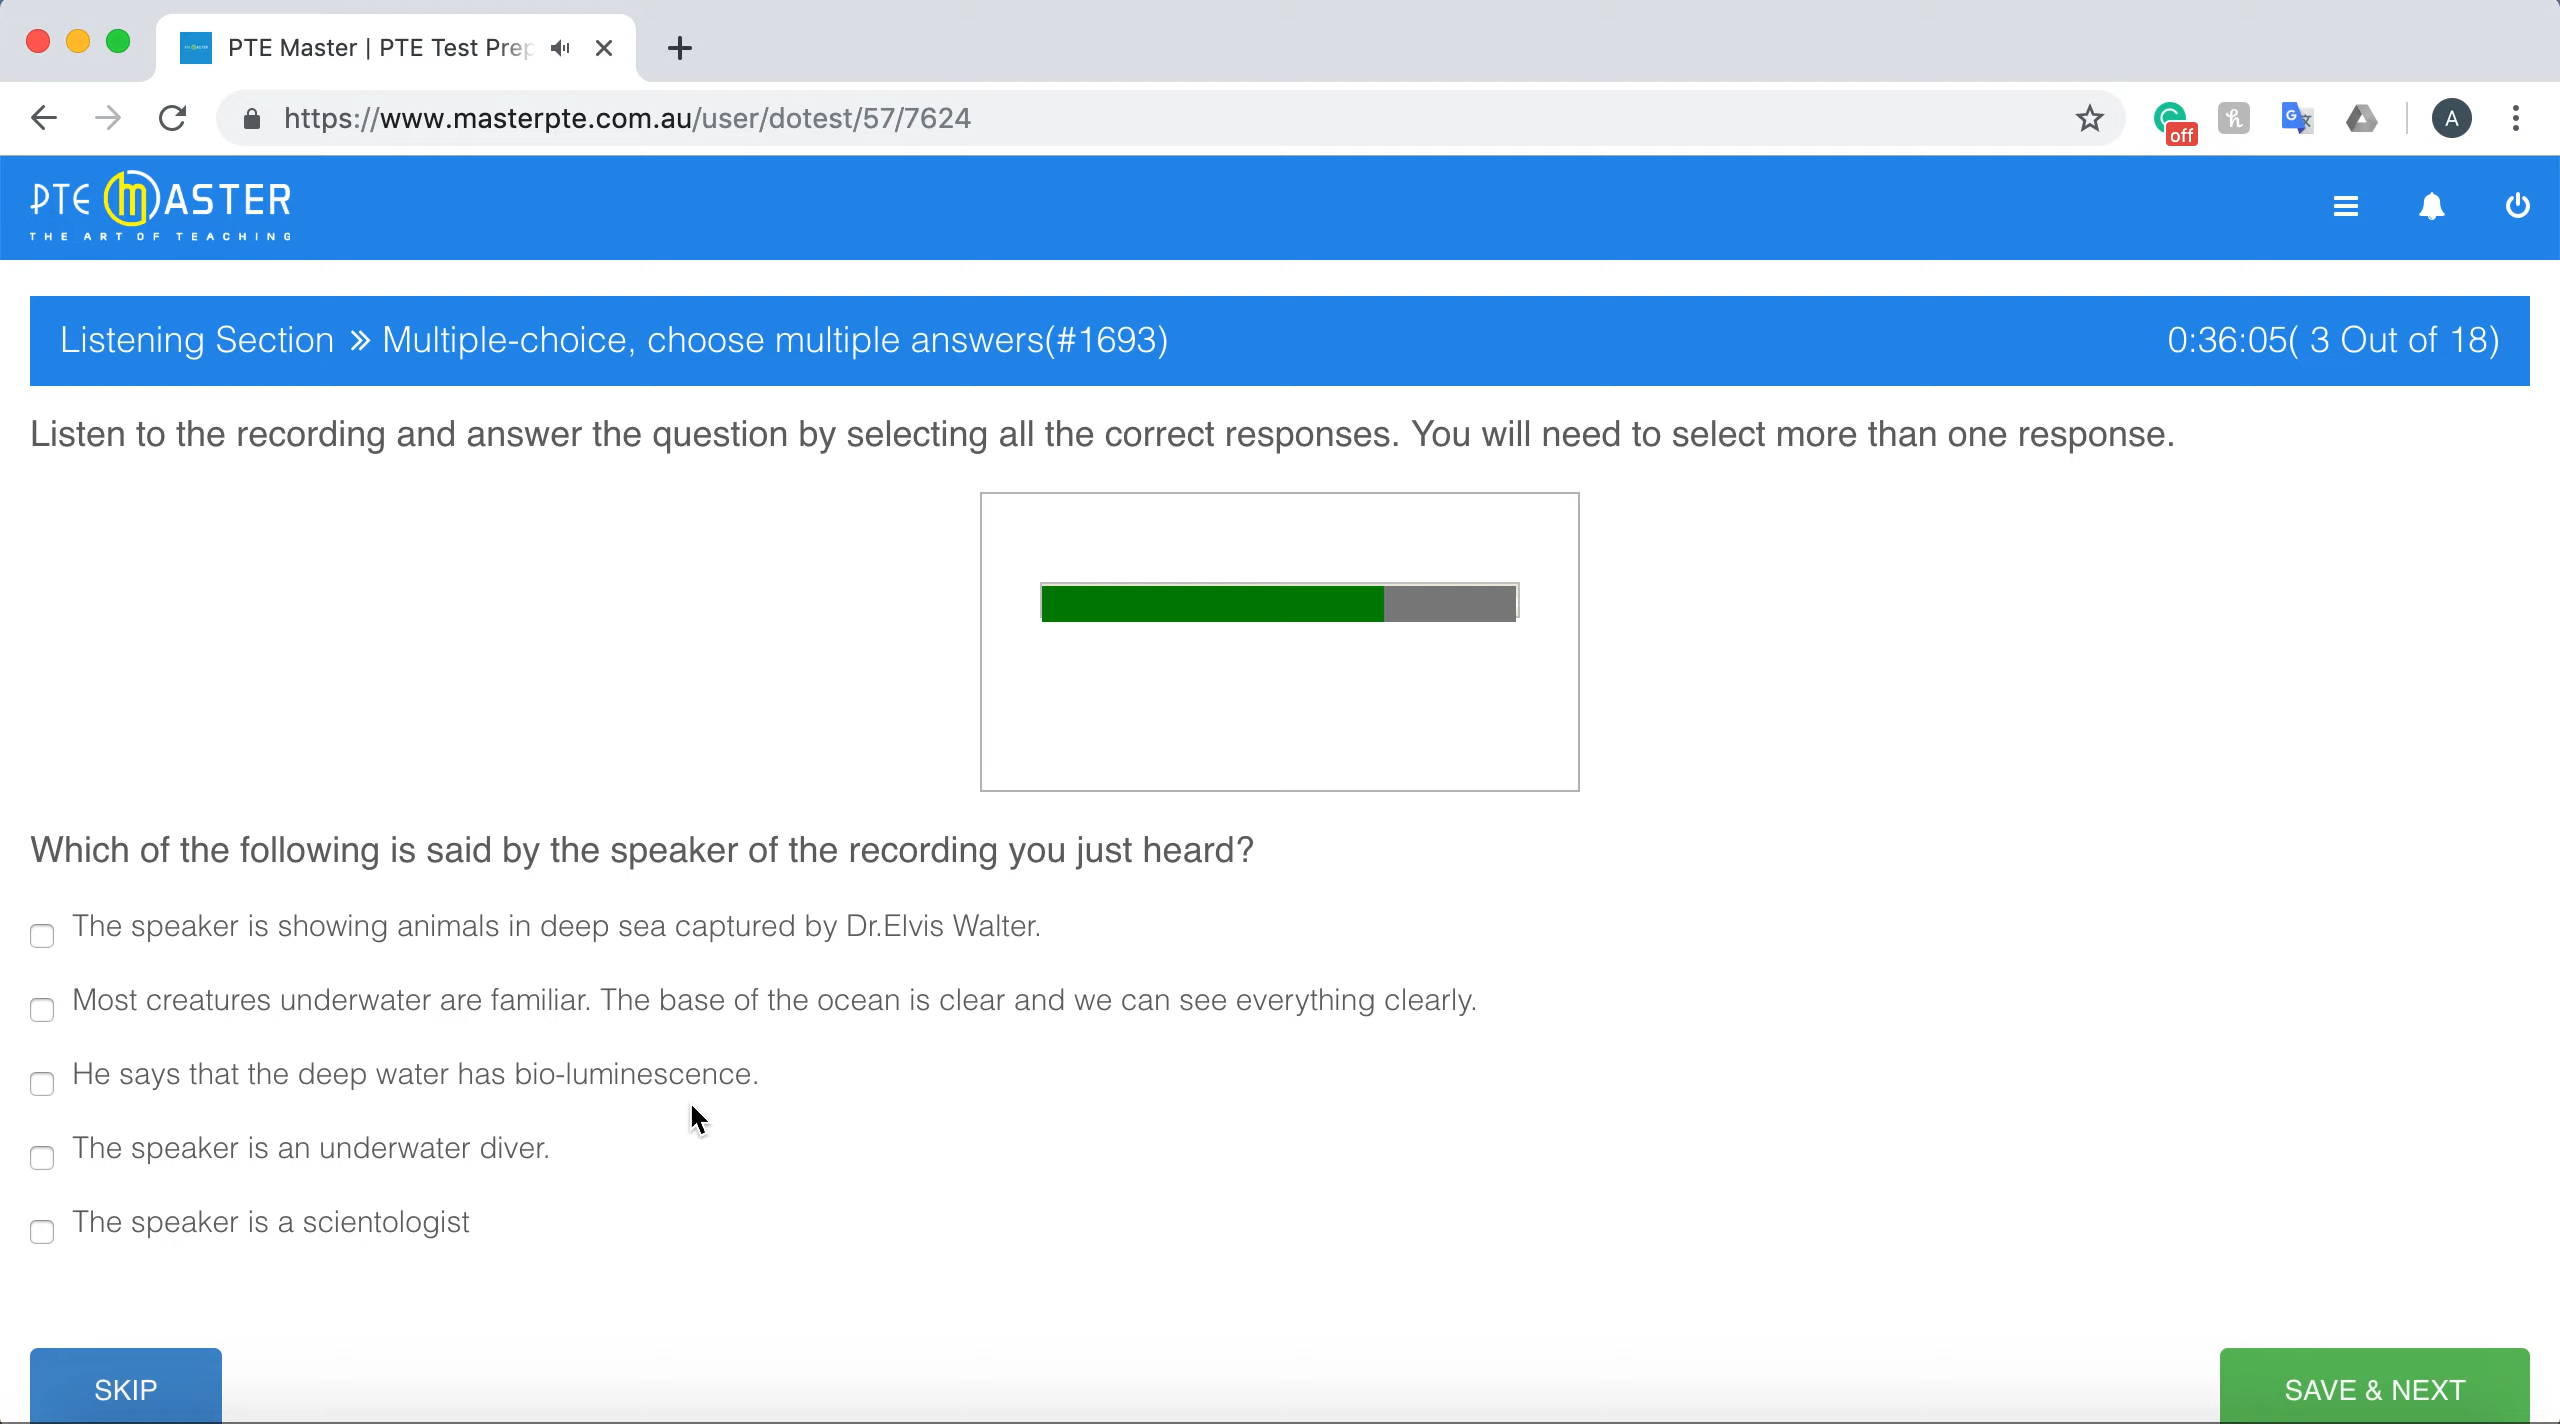 PTE Master | PTE Test Prep
https://www.masterpte.com.au/user/dotest/57/7624
off
A
PTE MASTER
THE ART OF TEACHING
Listening Section » Multiple-choice, choose multiple answers(#1693)
0:36:05( 3 Out of 18)
Listen to the recording and answer the question by selecting all the correct responses. You will need to select more than one response.
Which of the following is said by the speaker of the recording you just heard?
The speaker is showing animals in deep sea captured by Dr.Elvis Walter.
Most creatures underwater are familiar. The base of the ocean is clear and we can see everything clearly.
He says that the deep water has bio-luminescence.
The speaker is an underwater diver.
The speaker is a scientologist
SKIP
SAVE & NEXT